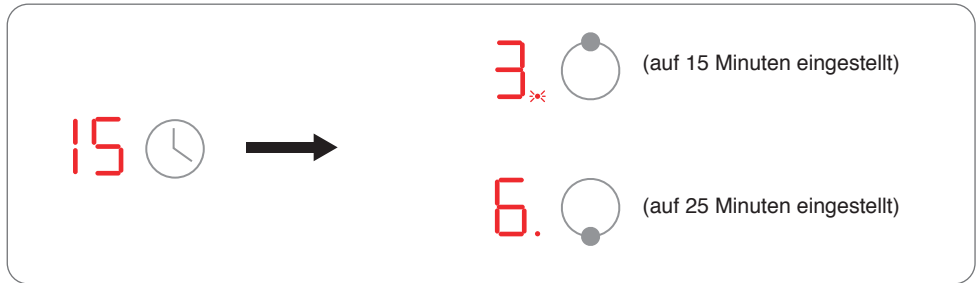 3.
(auf 15 Minuten eingestellt)
15
6.
(auf 25 Minuten eingestellt)